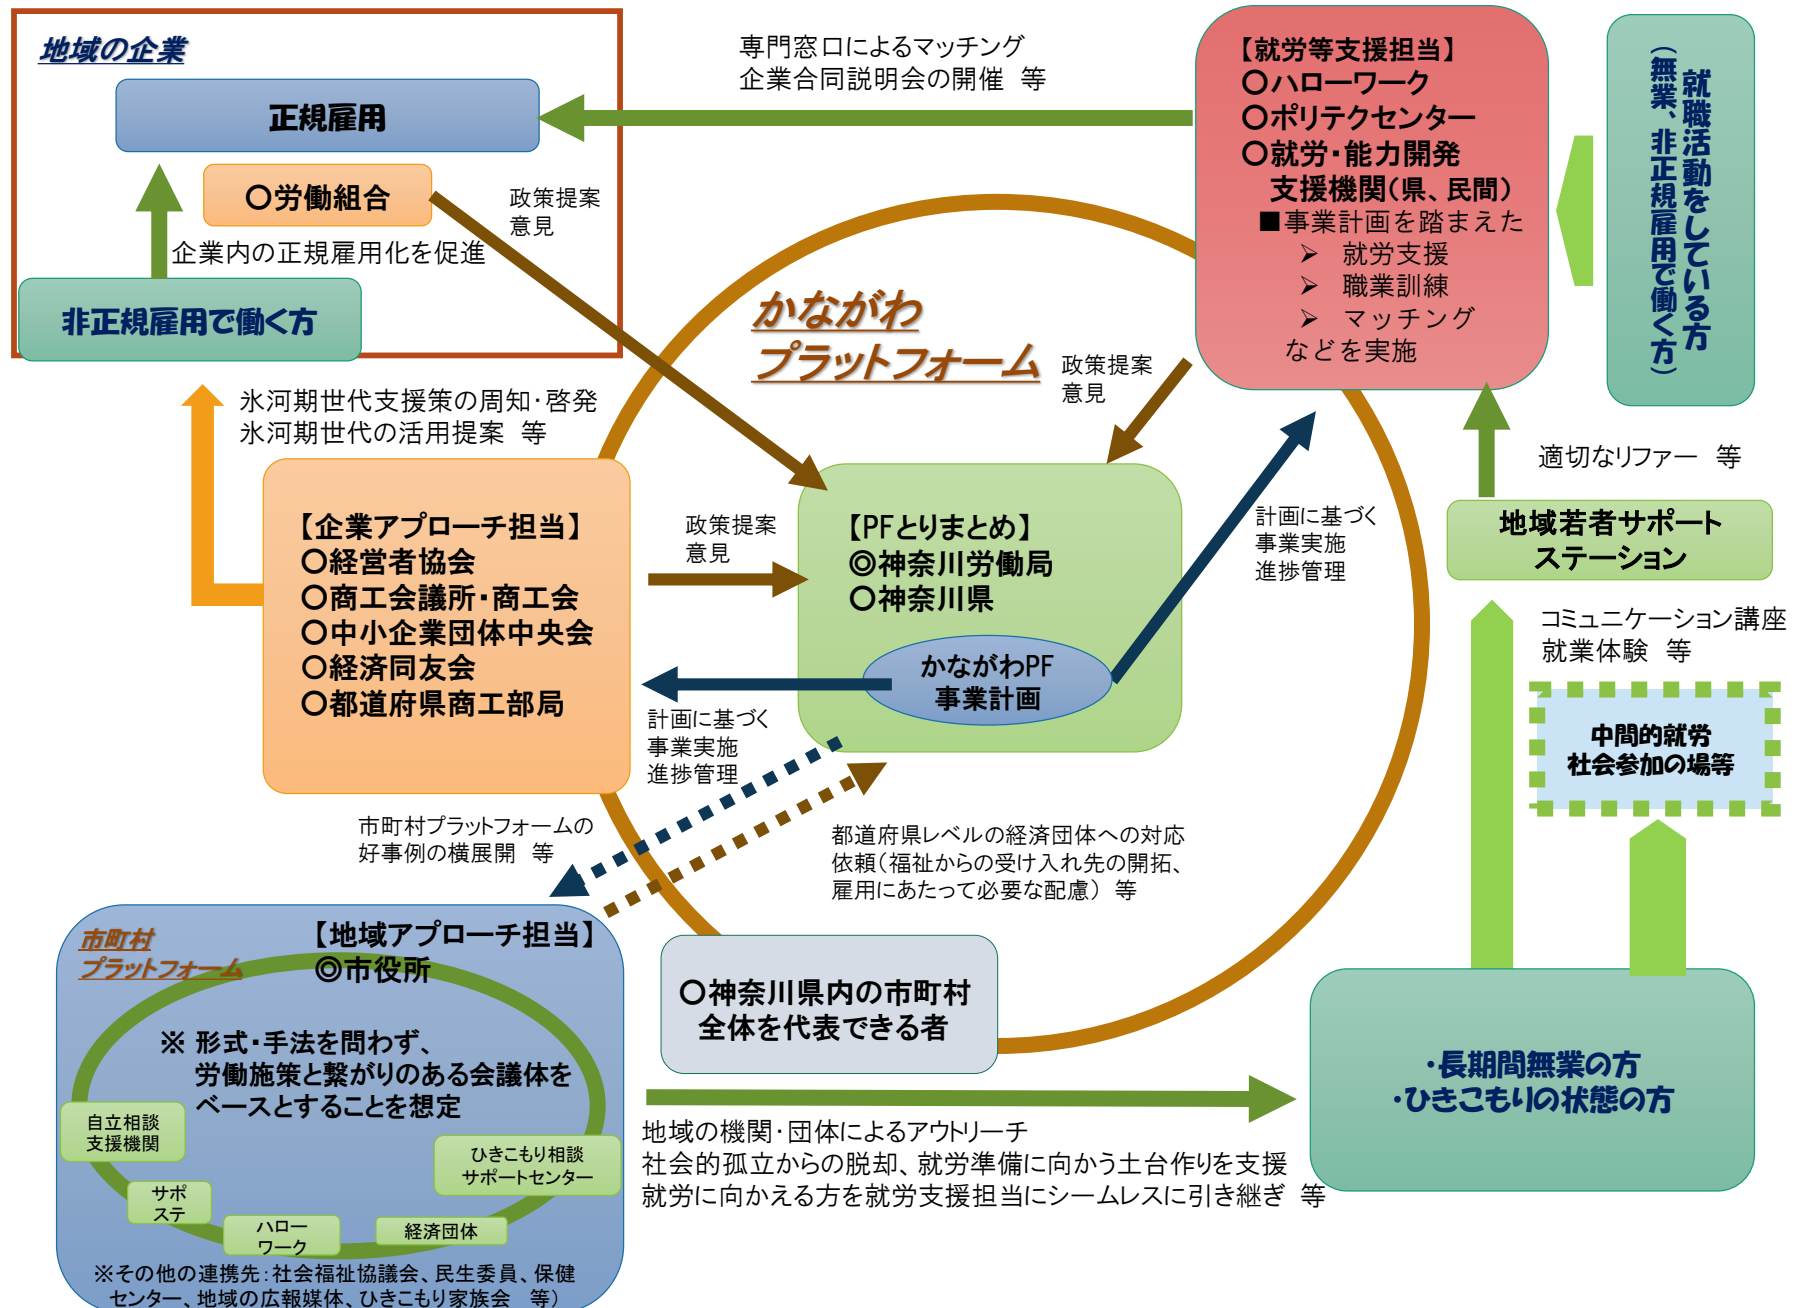 地域の企業
正規雇用
○労働組合
企業内の正規雇用化を促進
非正規雇用で働く方
専門窓口によるマッチング
企業合同説明会の開催 等
政策提案
意見
【就労等支援担当】
○ハローワーク
○ポリテクセンター
○就労・能力開発
支援機関（県、民間）
■事業計画を踏まえた
➢ 就労支援
➢ 職業訓練
➢ マッチング
などを実施
就職活動をしている方
（無業、非正規雇用で働く方）
かながわ
プラットフォーム
政策提案
意見
氷河期世代支援策の周知・啓発
氷河期世代の活用提案 等
【企業アプローチ担当】
○経営者協会
○商工会議所・商工会
○中小企業団体中央会
○経済同友会
○都道府県商工部局
政策提案
意見
【PFとりまとめ】
◎神奈川労働局
○神奈川県
かながわPF
事業計画
計画に基づく
事業実施
進捗管理
計画に基づく
事業実施
進捗管理
適切なリファー 等
地域若者サポート
ステーション
コミュニケーション講座
就業体験 等
中間的就労
社会参加の場等
市町村プラットフォームの
好事例の横展開 等
都道府県レベルの経済団体への対応
依頼（福祉からの受け入れ先の開拓、
雇用にあたって必要な配慮） 等
市町村
プラットフォーム
【地域アプローチ担当】
◎市役所
※ 形式・手法を問わず、
労働施策と繋がりのある会議体を
ベースとすることを想定
自立相談
支援機関
ひきこもり相談
サポートセンター
サポ
ステ
ハロー
ワーク
経済団体
※その他の連携先：社会福祉協議会、民生委員、保健
センター、地域の広報媒体、ひきこもり家族会 等）
○神奈川県内の市町村
全体を代表できる者
地域の機関・団体によるアウトリーチ
社会的孤立からの脱却、就労準備に向かう土台作りを支援
就労に向かえる方を就労支援担当にシームレスに引き継ぎ 等
・長期間無業の方
・ひきこもりの状態の方